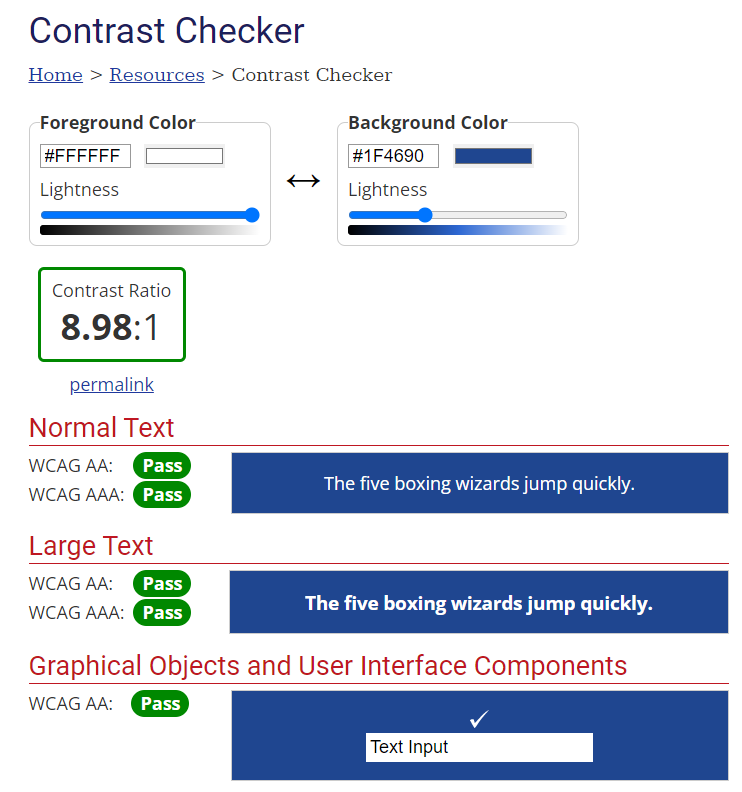 Contrast Checker
Home > Resources > Contrast Checker
Foreground Color
#FFFFFF
Lightness
Background Color
#1F4690
Lightness
Contrast Ratio
8.98:1
permalink
Normal Text
WCAG AA: Pass
WCAG AAA: Pass
The five boxing wizards jump quickly.
Large Text
WCAG AA: Pass
WCAG AAA: Pass
The five boxing wizards jump quickly.
Graphical Objects and User Interface Components
WCAG AA: Pass
Text Input